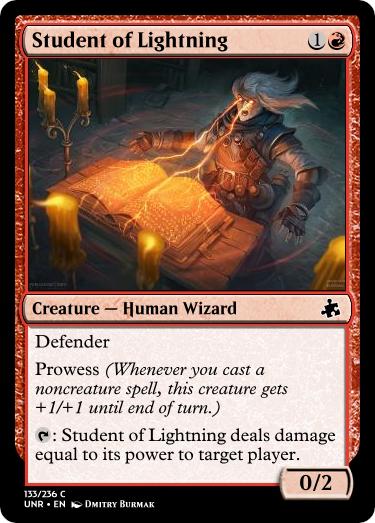 Student of Lightning 1
Creature — Human Wizard
Defender
Prowess (Whenever you cast a
noncreature spell, this creature gets
+1/+1 until end of turn.)
: Student of Lightning deals damage
equal to its power to target player.
0/2
133/236 C
UNR • EN Dmitry Burmak